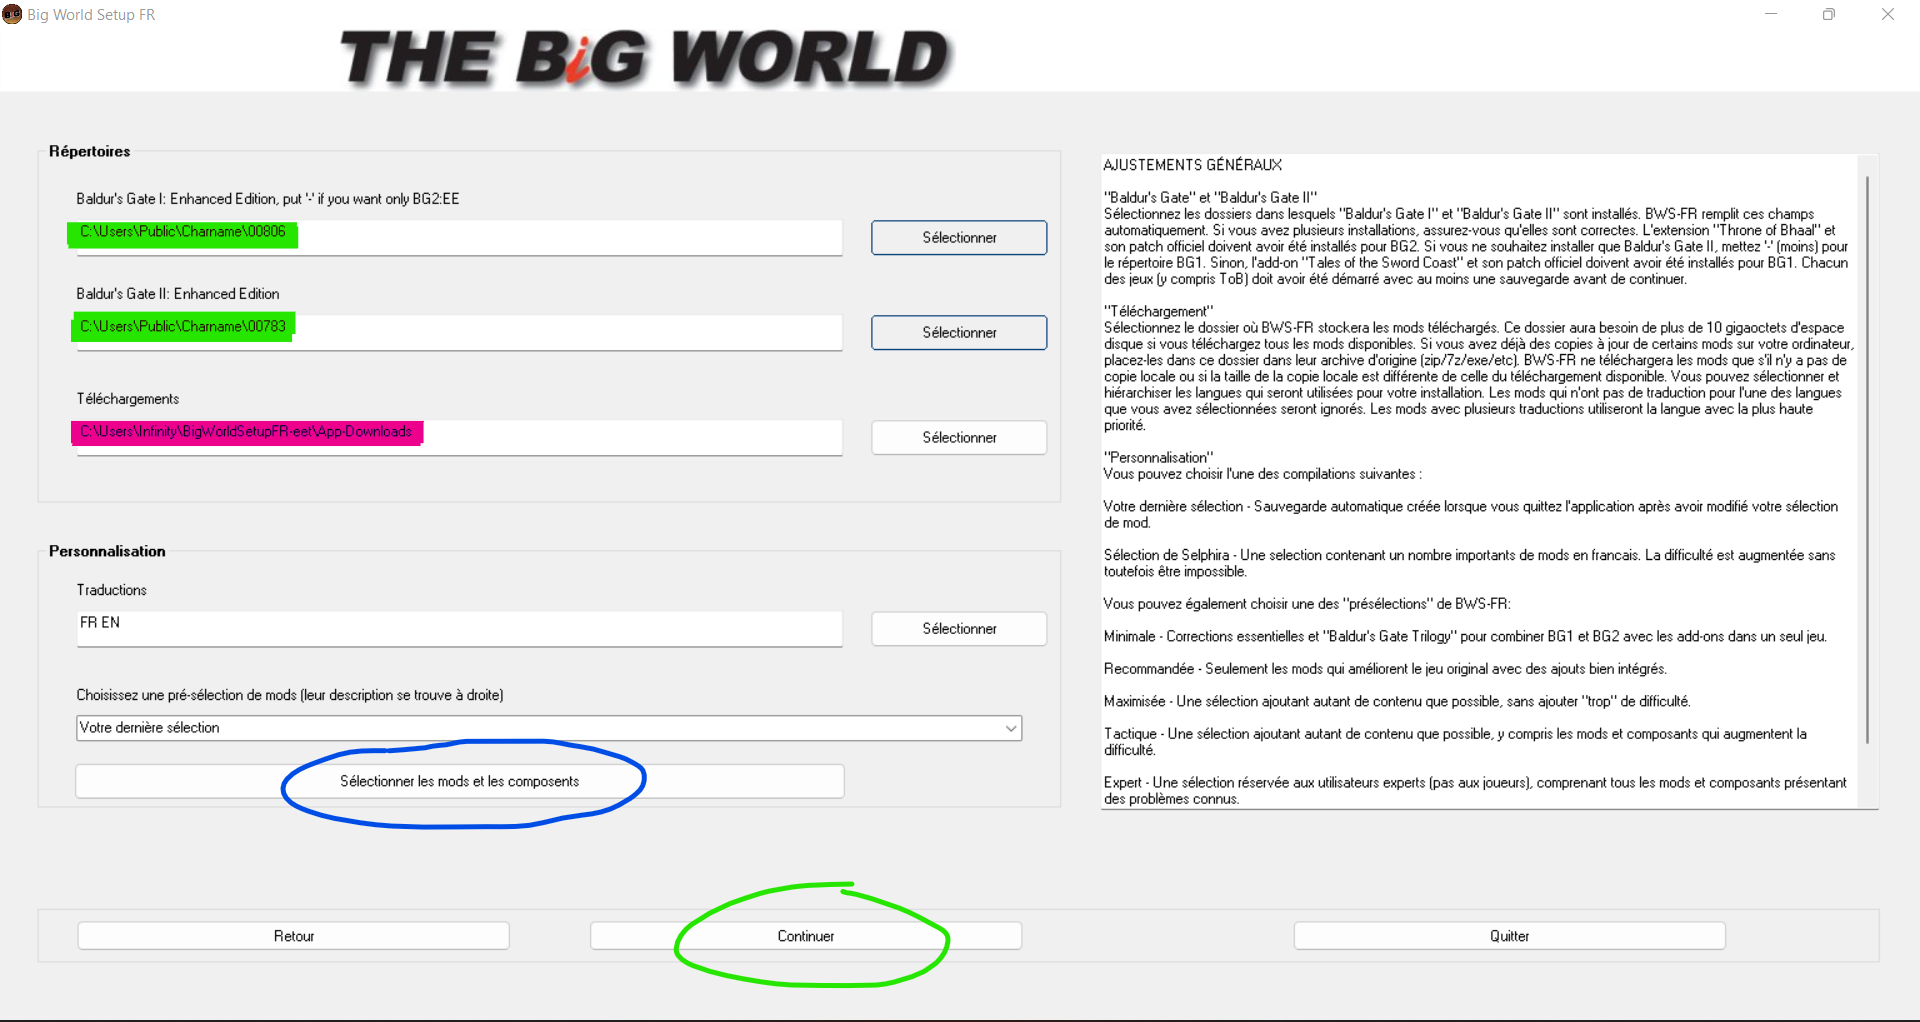 Big World Setup FR
THE BiG WORLD
Répertoires
Baldur's Gate I: Enhanced Edition, put '-' if you want only BG2:EE
C:\Users\Public\Charname\00806
Sélectionner
Baldur's Gate II: Enhanced Edition
C:\Users\Public\Charname\00783
Sélectionner
Téléchargements
C:\Users\Infinity\BigWorldSetupFR-eet\App-Downloads
Sélectionner
Personnalisation
Traductions
FR EN
Sélectionner
Choisissez une pré-sélection de mods (leur description se trouve à droite)
Votre dernière sélection
Sélectionner les mods et les composents
AJUSTEMENTS GÉNÉRAUX
"Baldur's Gate" et "Baldur's Gate II"
Sélectionnez les dossiers dans lesquels "Baldur's Gate I" et "Baldur's Gate II" sont installés. BWS-FR remplit ces champs
automatiquement. Si vous avez plusieurs installations, assurez-vous qu'elles sont correctes. L'extension "Throne of Bhaal" et
son patch officiel doivent avoir été installés pour BG2. Si vous ne souhaitez installer que Baldur's Gate II, mettez '-' (moins) pour
le répertoire BG1. Sinon, l'add-on "Tales of the Sword Coast" et son patch officiel doivent avoir été installés pour BG1. Chacun
des jeux (y compris ToB) doit avoir été démarré avec au moins une sauvegarde avant de continuer.
"Téléchargement"
Sélectionnez le dossier où BWS-FR stockera les mods téléchargés. Ce dossier aura besoin de plus de 10 gigaoctets d'espace
disque si vous téléchargez tous les mods disponibles. Si vous avez déjà des copies à jour de certains mods sur votre ordinateur,
placez-les dans ce dossier dans leur archive d'origine (zip/7z/exe/etc). BWS-FR ne téléchargera les mods que s'il n'y a pas de
copie locale ou si la taille de la copie locale est différente de celle du téléchargement disponible. Vous pouvez sélectionner et
hiérarchiser les langues qui seront utilisées pour votre installation. Les mods qui n'ont pas de traduction pour l'une des langues
que vous avez sélectionnées seront ignorés. Les mods avec plusieurs traductions utiliseront la langue avec la plus haute
priorité.
"Personnalisation"
Vous pouvez choisir l'une des compilations suivantes :
Votre dernière sélection - Sauvegarde automatique créée lorsque vous quittez l'application après avoir modifié votre sélection
de mod.
Sélection de Selphira - Une selection contenant un nombre importants de mods en francais. La difficulté est augmentée sans
toutefois être impossible.
Vous pouvez également choisir une des "présélections" de BWS-FR:
Minimale - Corrections essentielles et "Baldur's Gate Trilogy" pour combiner BG1 et BG2 avec les add-ons dans un seul jeu.
Recommandée - Seulement les mods qui améliorent le jeu original avec des ajouts bien intégrés.
Maximisée - Une sélection ajoutant autant de contenu que possible, sans ajouter "trop" de difficulté.
Tactique - Une sélection ajoutant autant de contenu que possible, y compris les mods et composants qui augmentent la
difficulté.
Expert - Une sélection réservée aux utilisateurs experts (pas aux joueurs), comprenant tous les mods et composants présentant
des problèmes connus.
Retour
Continuer
Quitter